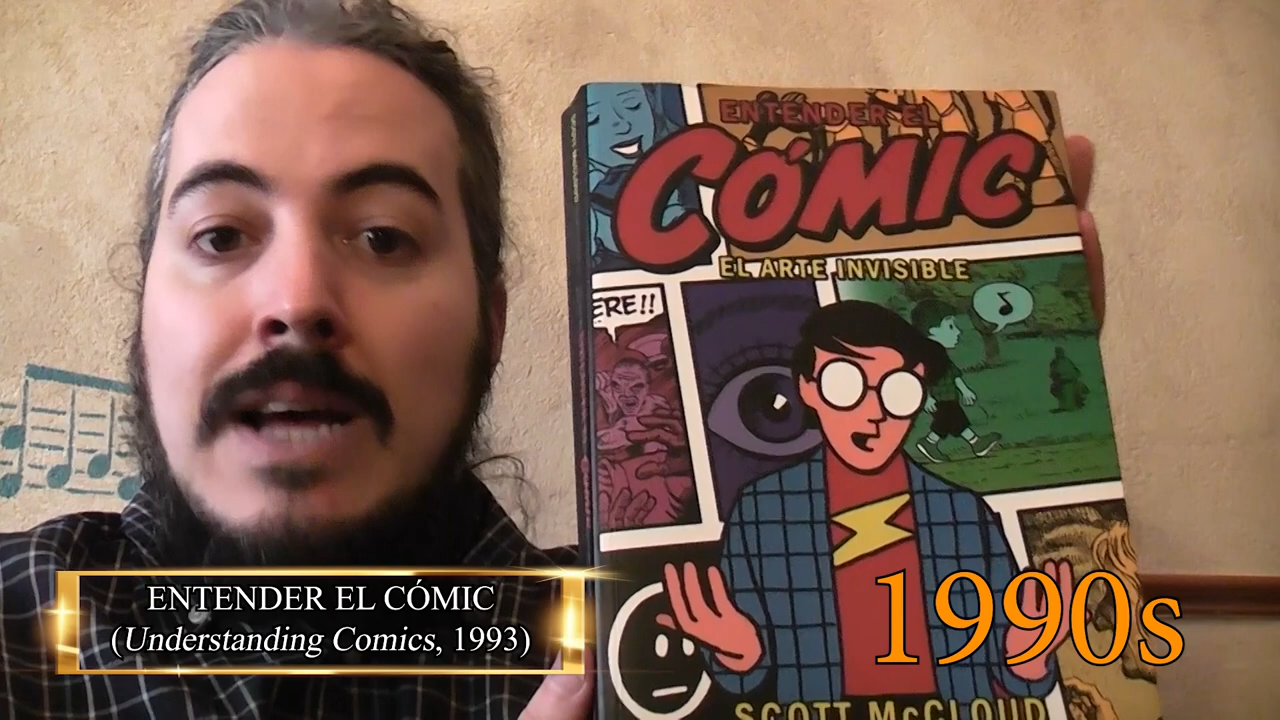 ENTENDER EL
CÓMIC
EL ARTE INVISIBLE
ERE!!
SCOTT McCLOUD
1990s
ENTENDER EL CÓMIC
(Understanding Comics, 1993)